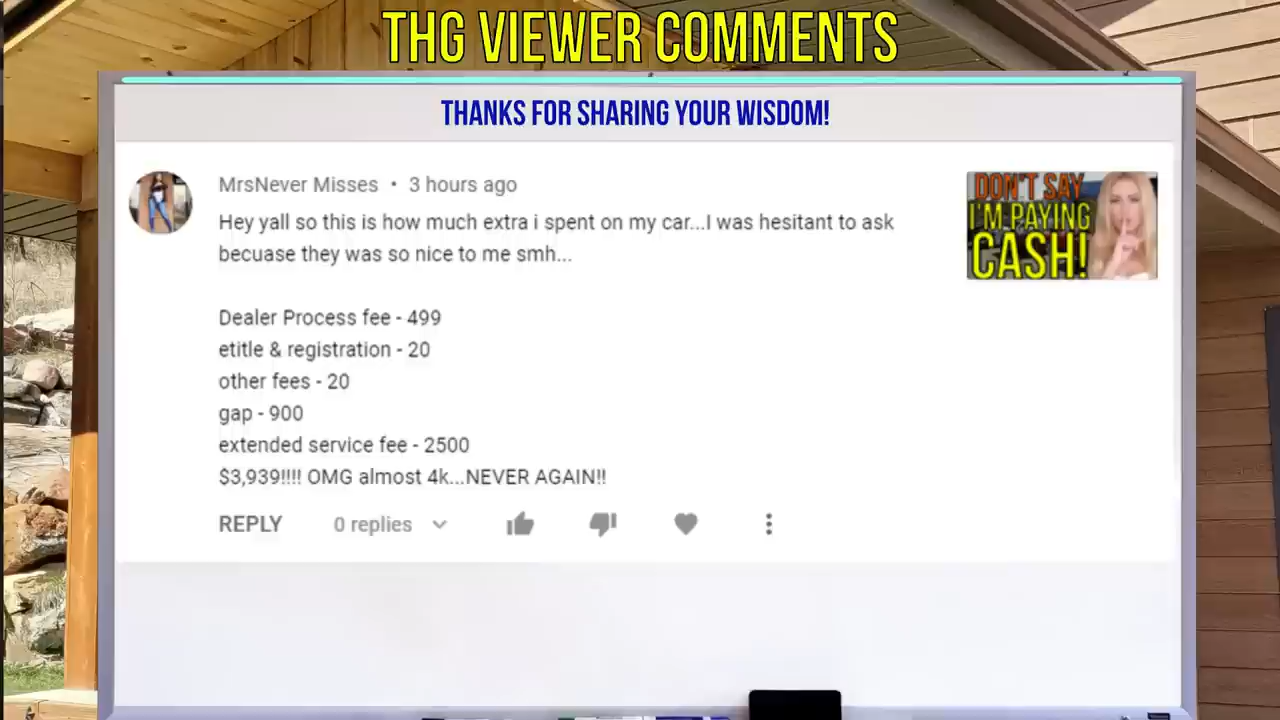 THG VIEWER COMMENTS
THANKS FOR SHARING YOUR WISDOM!
MrsNever Misses • 3 hours ago
Hey yall so this is how much extra i spent on my car...I was hesitant to ask
becuase they was so nice to me smh...
Dealer Process fee - 499
etitle & registration - 20
other fees - 20
gap - 900
extended service fee - 2500
$3,939!!!! OMG almost 4k...NEVER AGAIN!!
REPLY 0 replies
DON'T SAY
I'M PAYING
CASH!